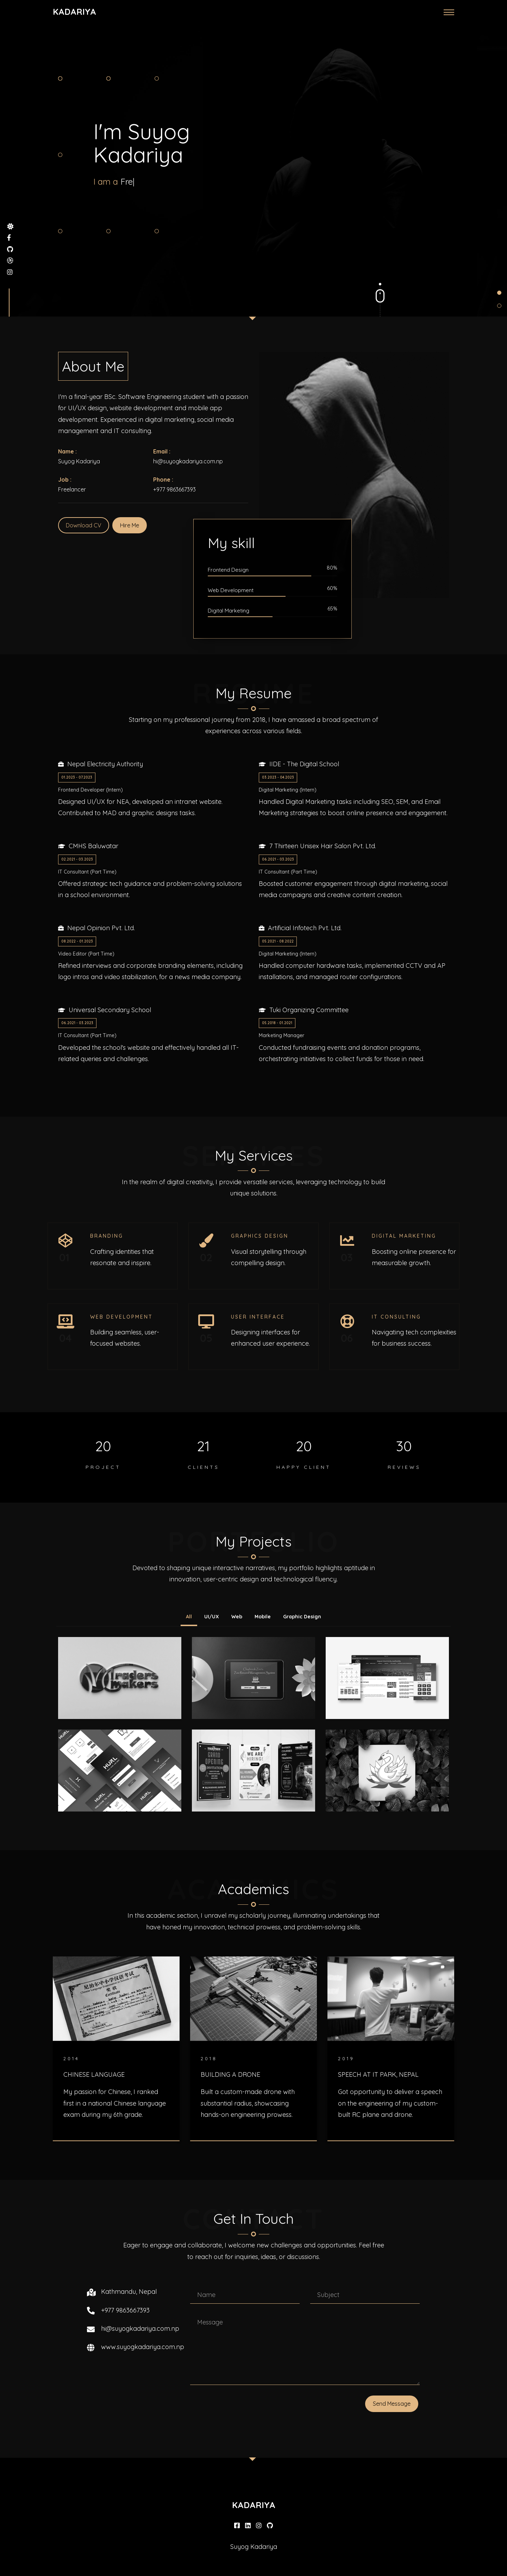 KADARIYA
I'm Suyog
Kadariya
I am a Fre|
About Me
I'm a final-year BSc. Software Engineering student with a passion
for UI/UX design, website development and mobile app
development. Experienced in digital marketing, social media
management and IT consulting.
Name :
Suyog Kadariya
Email :
hi@suyogkadariya.com.np
Job :
Freelancer
Phone :
+977 9863667393
Download CV
Hire Me
My skill
Frontend Design
80%
Web Development
60%
Digital Marketing
65%
RESUME
My Resume
Starting on my professional journey from 2018, I have amassed a broad spectrum of
experiences across various fields.
Nepal Electricity Authority
01.2023 - 07.2023
Frontend Developer (Intern)
Designed UI/UX for NEA, developed an intranet website.
Contributed to MAD and graphic designs tasks.
IIDE - The Digital School
03.2023 - 04.2023
Digital Marketing (Intern)
Handled Digital Marketing tasks including SEO, SEM, and Email
Marketing strategies to boost online presence and engagement.
CMHS Baluwatar
02.2021 - 03.2023
IT Consultant (Part Time)
Offered strategic tech guidance and problem-solving solutions
in a school environment.
7 Thirteen Unisex Hair Salon Pvt. Ltd.
06.2021 - 03.2023
IT Consultant (Part Time)
Boosted customer engagement through digital marketing, social
media campaigns and creative content creation.
Nepal Opinion Pvt. Ltd.
08.2022 - 01.2023
Video Editor (Part Time)
Refined interviews and corporate branding elements, including
logo intros and video stabilization, for a news media company.
Artificial Infotech Pvt. Ltd.
05.2021 - 08.2022
Digital Marketing (Intern)
Handled computer hardware tasks, implemented CCTV and AP
installations, and managed router configurations.
Universal Secondary School
06.2021 - 03.2023
IT Consultant (Part Time)
Developed the school's website and effectively handled all IT-
related queries and challenges.
Tuki Organizing Committee
05.2018 - 01.2023
Marketing Manager
Conducted fundraising events and donation programs,
orchestrating initiatives to collect funds for those in need.
SERVICES
My Services
In the realm of digital creativity, I provide versatile services, leveraging technology to build
unique solutions.
01
BRANDING
Crafting identities that
resonate and inspire.
02
GRAPHICS DESIGN
Visual storytelling through
compelling design.
03
DIGITAL MARKETING
Boosting online presence for
measurable growth.
04
WEB DEVELOPMENT
Building seamless, user-
focused websites.
05
USER INTERFACE
Designing interfaces for
enhanced user experience.
06
IT CONSULTING
Navigating tech complexities
for business success.
20
PROJECT
21
CLIENTS
20
HAPPY CLIENT
30
REVIEWS
PORTFOLIO
My Projects
Devoted to shaping unique interactive narratives, my portfolio highlights aptitude in
innovation, user-centric design and technological fluency.
All UI/UX Web Mobile Graphic Design
WE ARE
HIRING!
ACADEMICS
Academics
In this academic section, I unravel my scholarly journey, illuminating undertakings that
have honed my innovation, technical prowess, and problem-solving skills.
2014
CHINESE LANGUAGE
My passion for Chinese, I ranked
first in a national Chinese language
exam during my 6th grade.
2018
BUILDING A DRONE
Built a custom-made drone with
substantial radius, showcasing
hands-on engineering prowess.
2019
SPEECH AT IT PARK, NEPAL
Got opportunity to deliver a speech
on the engineering of my custom-
built RC plane and drone.
CONTACT
Get In Touch
Eager to engage and collaborate, I welcome new challenges and opportunities. Feel free
to reach out for inquires, ideas, or discussions.
Kathmandu, Nepal
+977 9863667393
hi@suyogkadariya.com.np
www.suyogkadariya.com.np
Name
Subject
Message
Send Message
KADARIYA
Suyog Kadariya